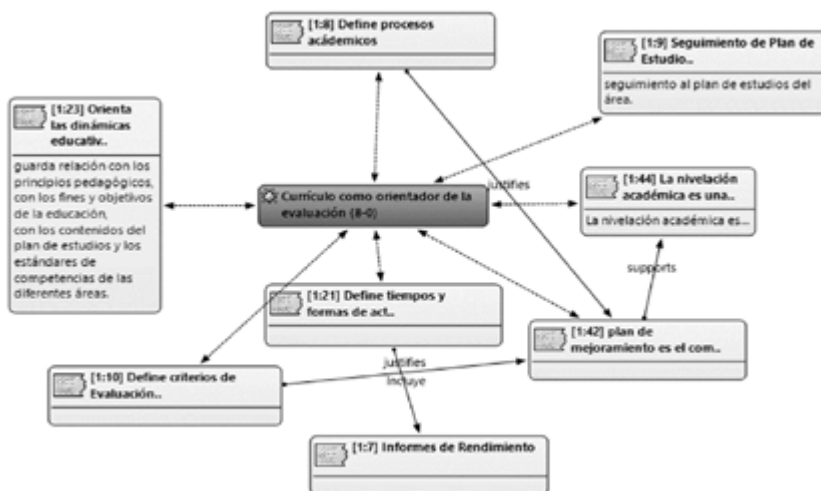 [1:8] Define procesos
acádemicos
[1:9] Seguimiento de Plan de
Estudio..
seguimiento al plan de estudios del
área.
[1:23] Orienta
las dinámicas
educativ..
guarda relación con los
principios pedagógicos,
con los fines y objetivos
de la educación,
con los contenidos del
plan de estudios y los
estándares de
competencias de las
diferentes áreas.
justifies
[1:44] La nivelación
académica es una..
La nivelación académica es...
Currículo como orientador de la
evaluación (8-0)
supports
[1:21] Define tiempos y
formas de act..
[1:42] plan de
mejoramiento es el com..
justifies
Incluye
[1:10] Define criterios de
Evaluación..
[1:7] Informes de Rendimiento